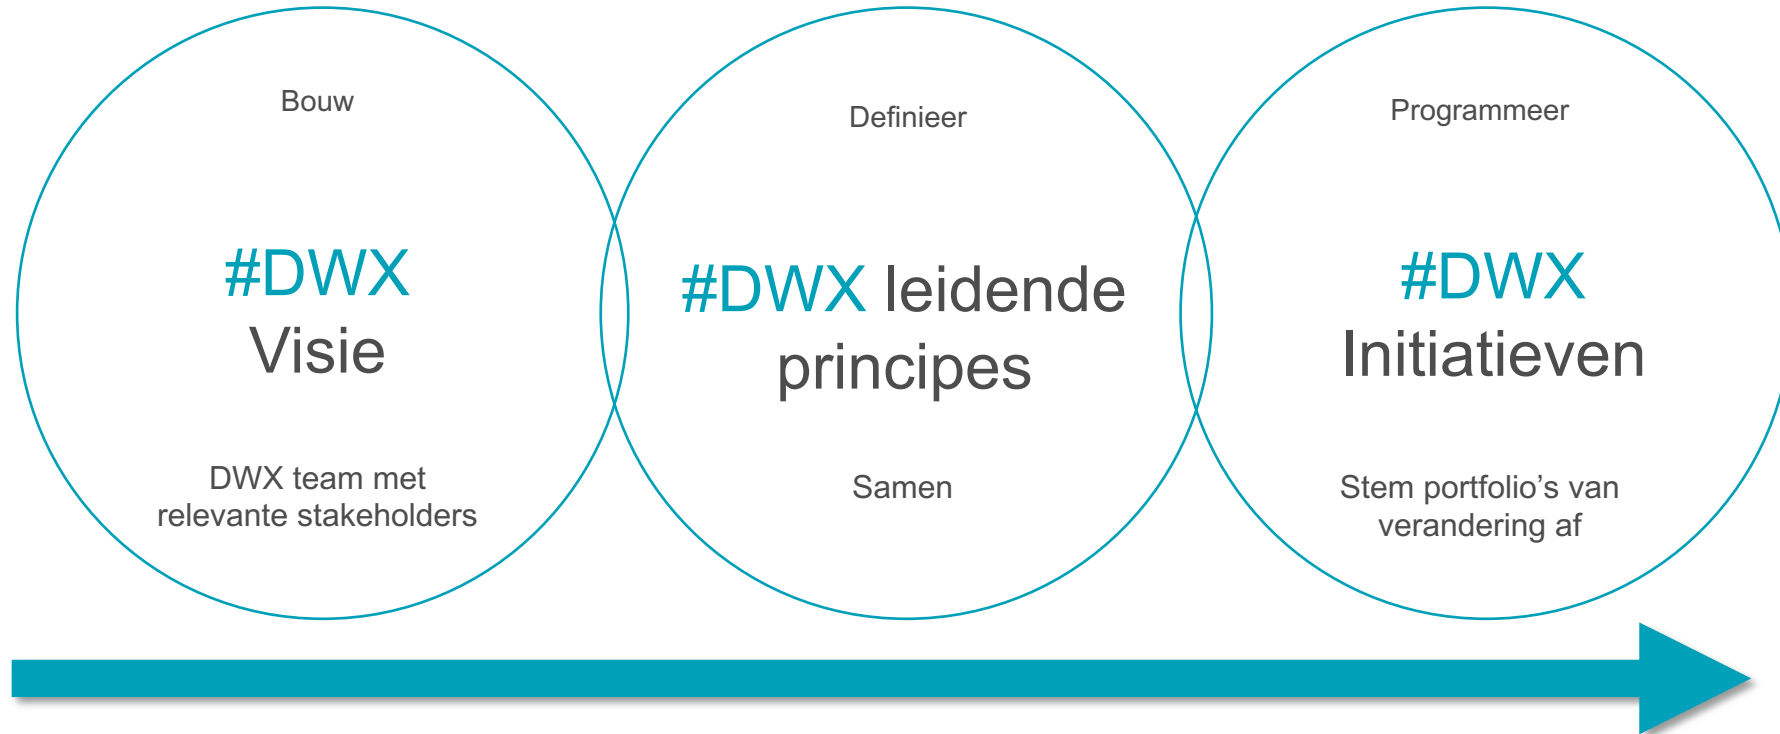 Bouw
#DWX
Visie
DWX team met
relevante stakeholders
Definieer
#DWX leidende
principes
Samen
Programmeer
#DWX
Initiatieven
Stem portfolio’s van
verandering af